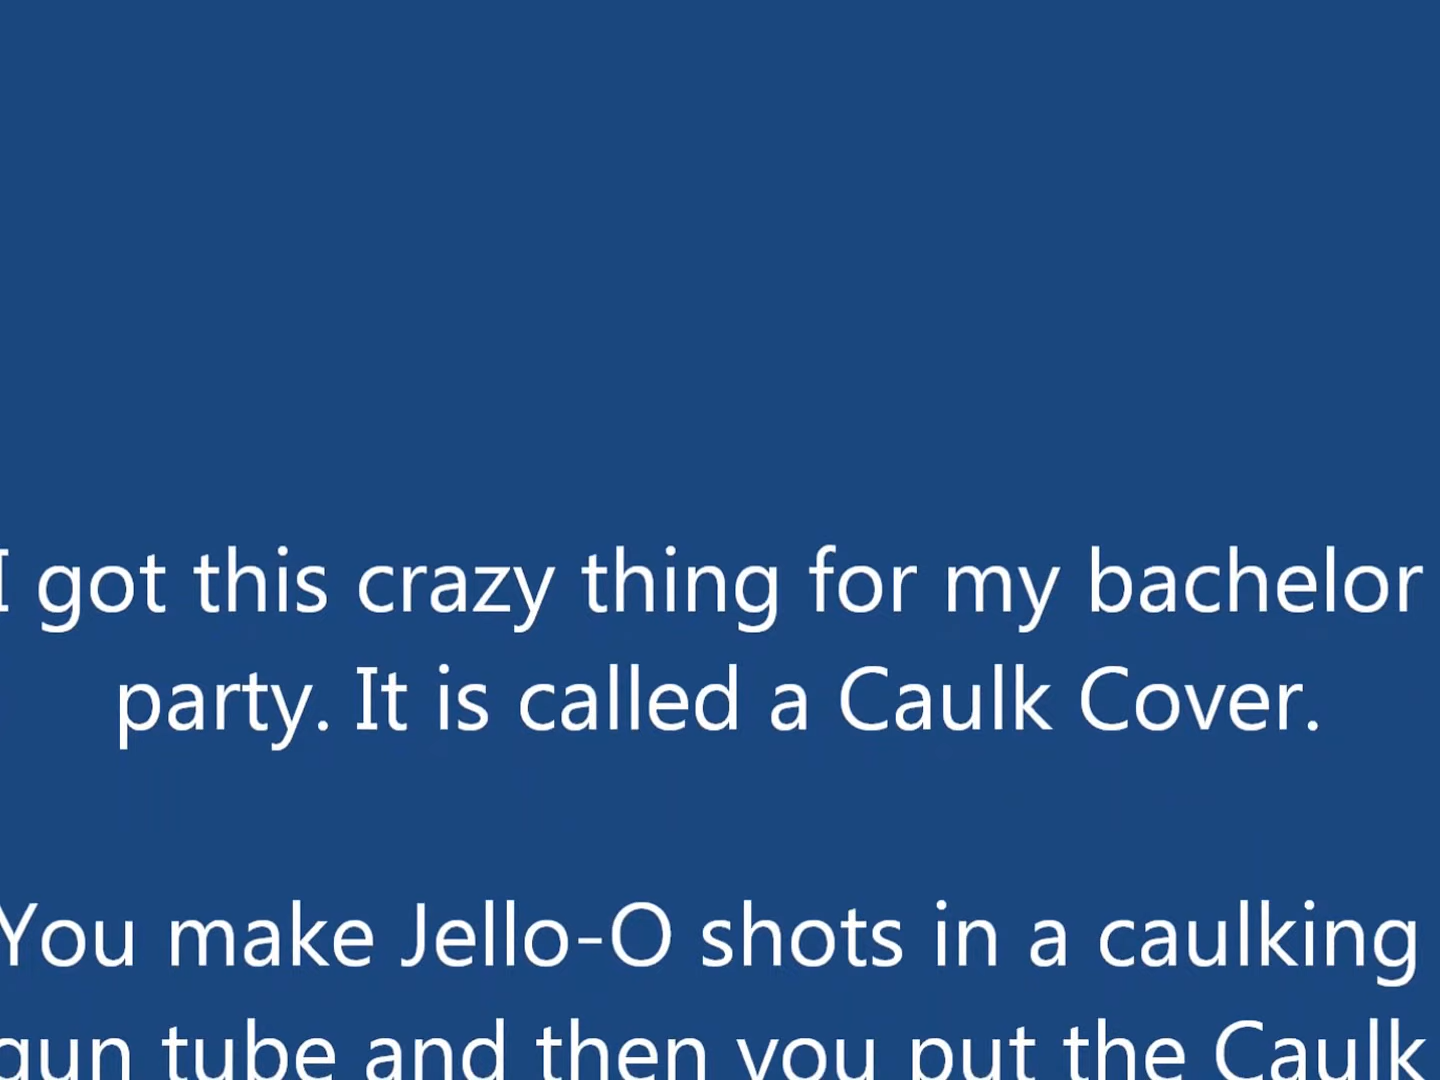 I got this crazy thing for my bachelor
party. It is called a Caulk Cover.
You make Jello-O shots in a caulking
gun tube and then you put the Caulk